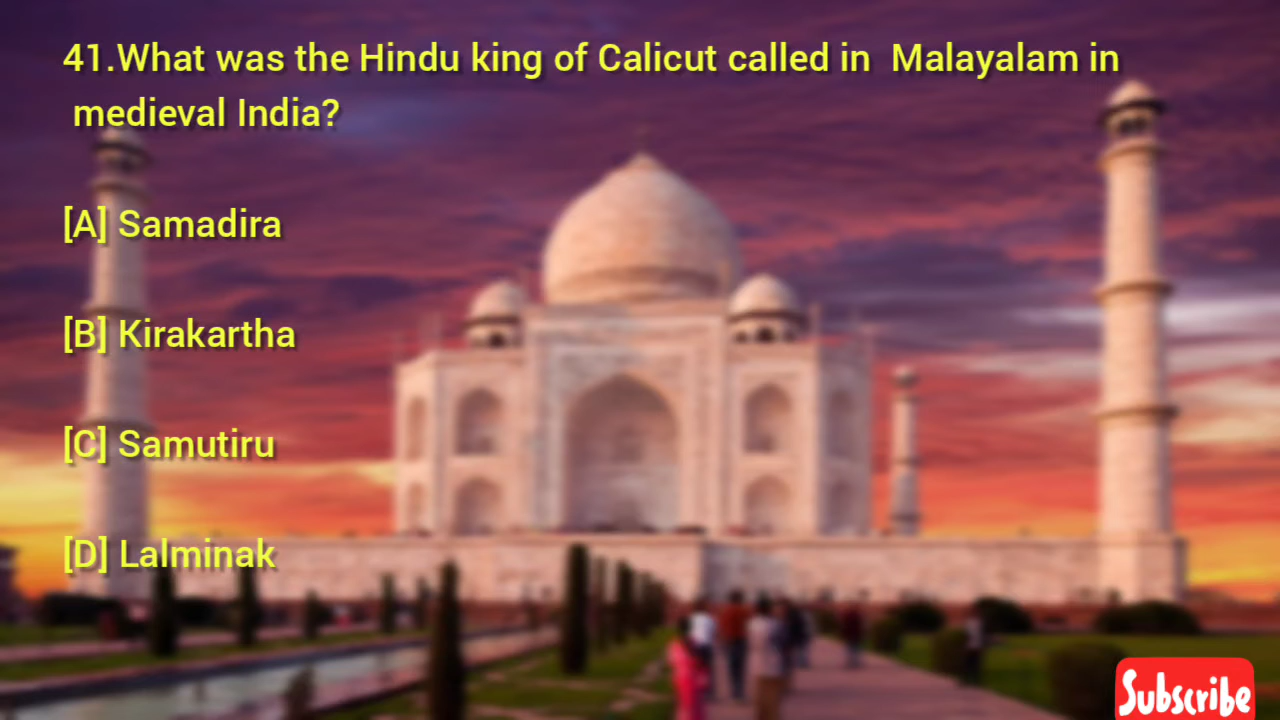 41.What was the Hindu king of Calicut called in  Malayalam in
medieval India?
[A] Samadira
[B] Kirakartha
[C] Samutiru
[D] Lalminak
Subscribe